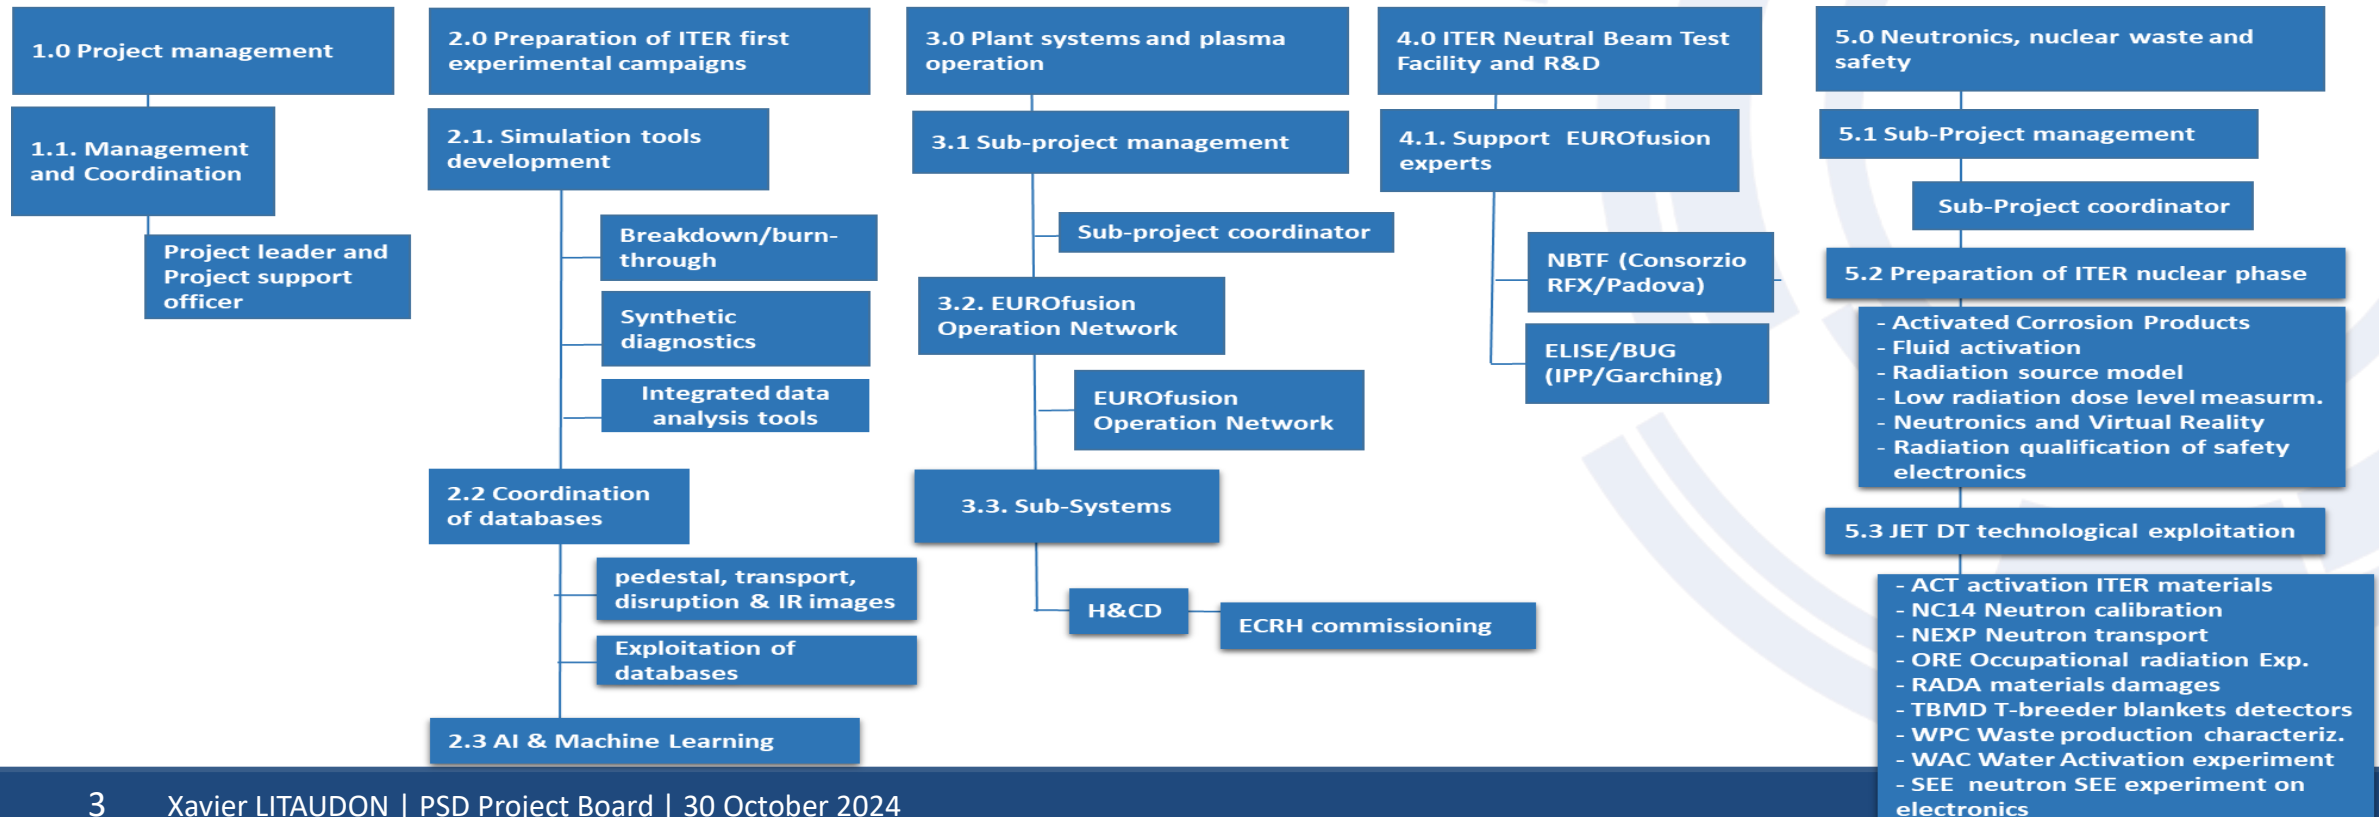 1.0 Project management
1.1. Management
and Coordination
Project leader and
Project support
officer
2.0 Preparation of ITER first
experimental campaigns
2.1. Simulation tools
development
Breakdown/burn-
through
Synthetic
diagnostics
Integrated data
analysis tools
2.2 Coordination
of databases
pedestal, transport,
disruption & IR images
Exploitation of
databases
2.3 AI & Machine Learning
3.0 Plant systems and plasma
operation
3.1 Sub-project management
Sub-project coordinator
3.2. EUROfusion
Operation Network
EUROfusion
Operation Network
3.3. Sub-Systems
H&CD
ECRH commissioning
4.0 ITER Neutral Beam Test
Facility and R&D
4.1. Support EUROfusion
experts
NBTF (Consorzio
RFX/Padova)
ELISE/BUG
(IPP/Garching)
5.0 Neutronics, nuclear waste and
safety
5.1 Sub-Project management
Sub-Project coordinator
5.2 Preparation of ITER nuclear phase
- Activated Corrosion Products
- Fluid activation
- Radiation source model
- Low radiation dose level measurm.
- Neutronics and Virtual Reality
- Radiation qualification of safety
electronics
5.3 JET DT technological exploitation
- ACT activation ITER materials
- NC14 Neutron calibration
- NEXP Neutron transport
- ORE Occupational radiation Exp.
- RADA materials damages
- TBMD T-breeder blankets detectors
- WPC Waste production characteriz.
- WAC Water Activation experiment
- SEE neutron SEE experiment on
electronics
3 Xavier LITAUDON | PSD Project Board | 30 October 2024